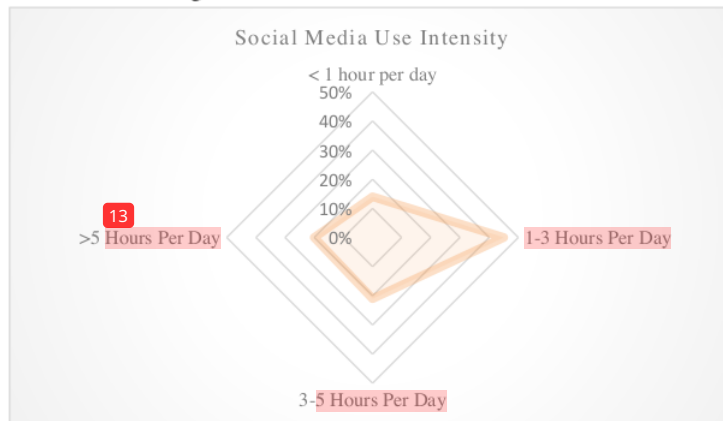 Social Media Use Intensity
< 1 hour per day
50%
40%
30%
20%
10%
0%
13
>5 Hours Per Day
1-3 Hours Per Day
3-5 Hours Per Day